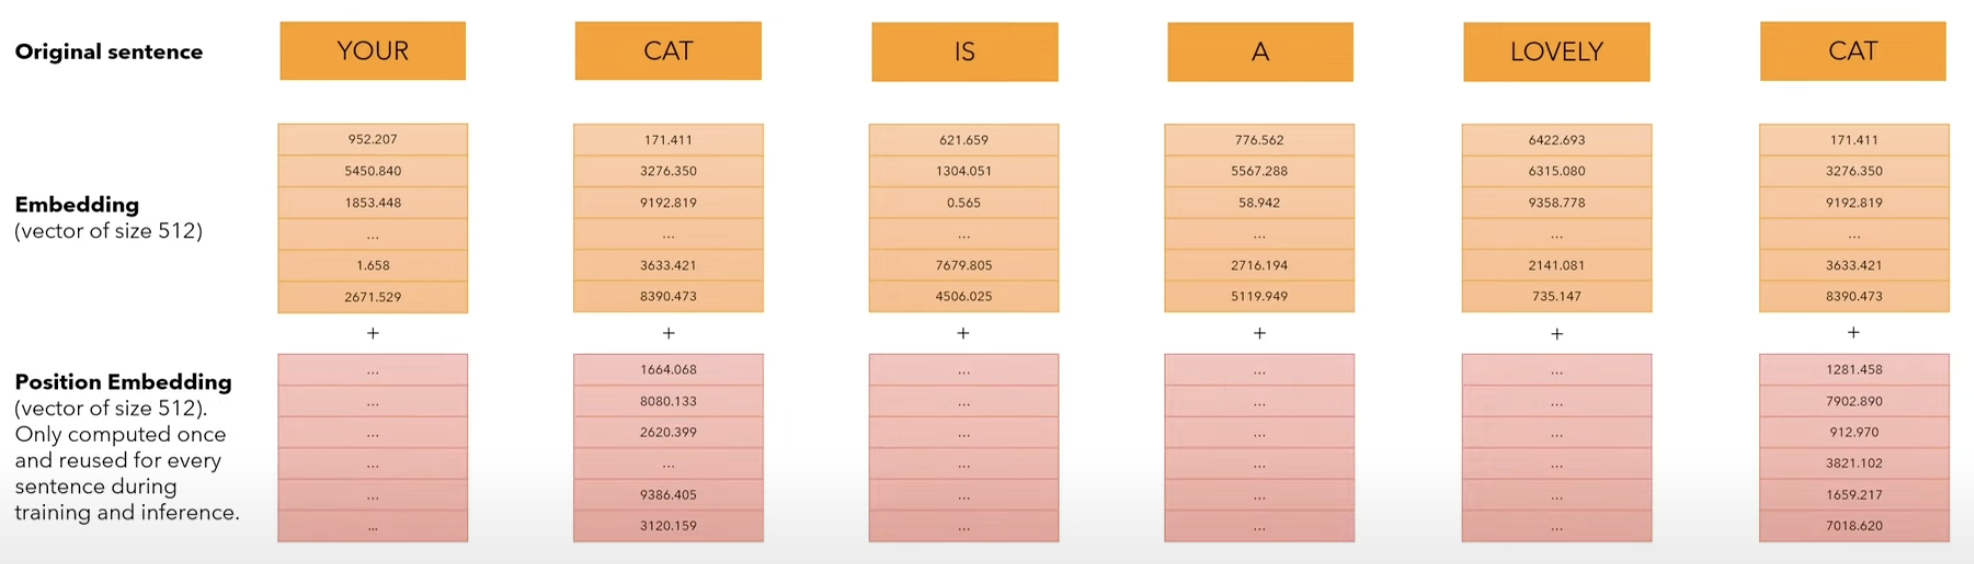 Original sentence YOUR CAT IS A LOVELY CAT
952.207 171.411 621.659 776.562 6422.693 171.411
5450.840 3276.350 1304.051 5567.288 6315.080 3276.350
Embedding 1853.448 9192.819 0.565 58.942 9358.778 9192.819
(vector of size 512) ... ... ... ... ... ...
1.658 3633.421 7679.805 2716.194 2141.081 3633.421
2671.529 8390.473 4506.025 5119.949 735.147 8390.473
+ + + + + +
... 1664.068 ... ... ... 1281.458
Position Embedding ... 8080.133 ... ... ... 7902.890
(vector of size 512).
Only computed once ... 2620.399 ... ... ... 912.970
and reused for every ... ... ... ... ... 3821.102
sentence during ... 9386.405 ... ... ... 1659.217
training and inference. ... 3120.159 ... ... ... 7018.620